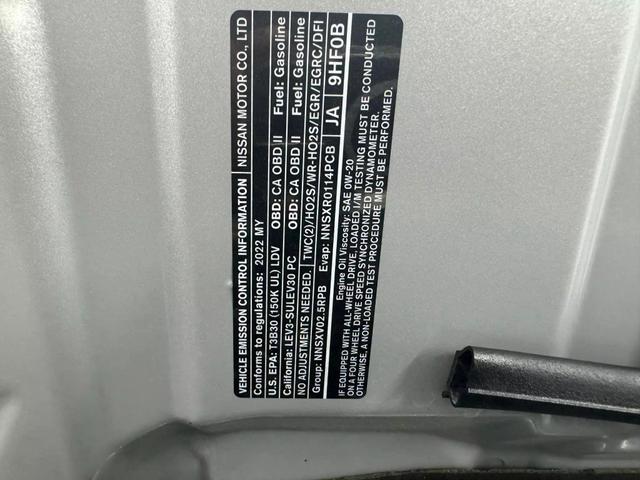 VEHICLE EMISSION CONTROL INFORMATION NISSAN MOTOR CO., LTD
Conforms to regulations: 2022 MY
U.S. EPA: T3B30 (150K UL) LDV OBD: CA OBD II Fuel: Gasoline
California: LEV3-SULEV30 PC OBD: CA OBD II Fuel: Gasoline
NO ADJUSTMENTS NEEDED. TWC(2)/HO2S/WR-HO2S/EGR/EGRC/DFI
Group: NNSXV02.5RPB Evap: NNSXR0114PCB JA 9HF0B
Engine Oil Viscosity: SAE 0W-20
IF EQUIPPED WITH ALL-WHEEL DRIVE, LOADED I/M TESTING MUST BE CONDUCTED
ON A FOUR WHEEL DRIVE SPEED SYNCHRONIZED DYNAMOMETER.
OTHERWISE, A NON-LOADED TEST PROCEDURE MUST BE PERFORMED.